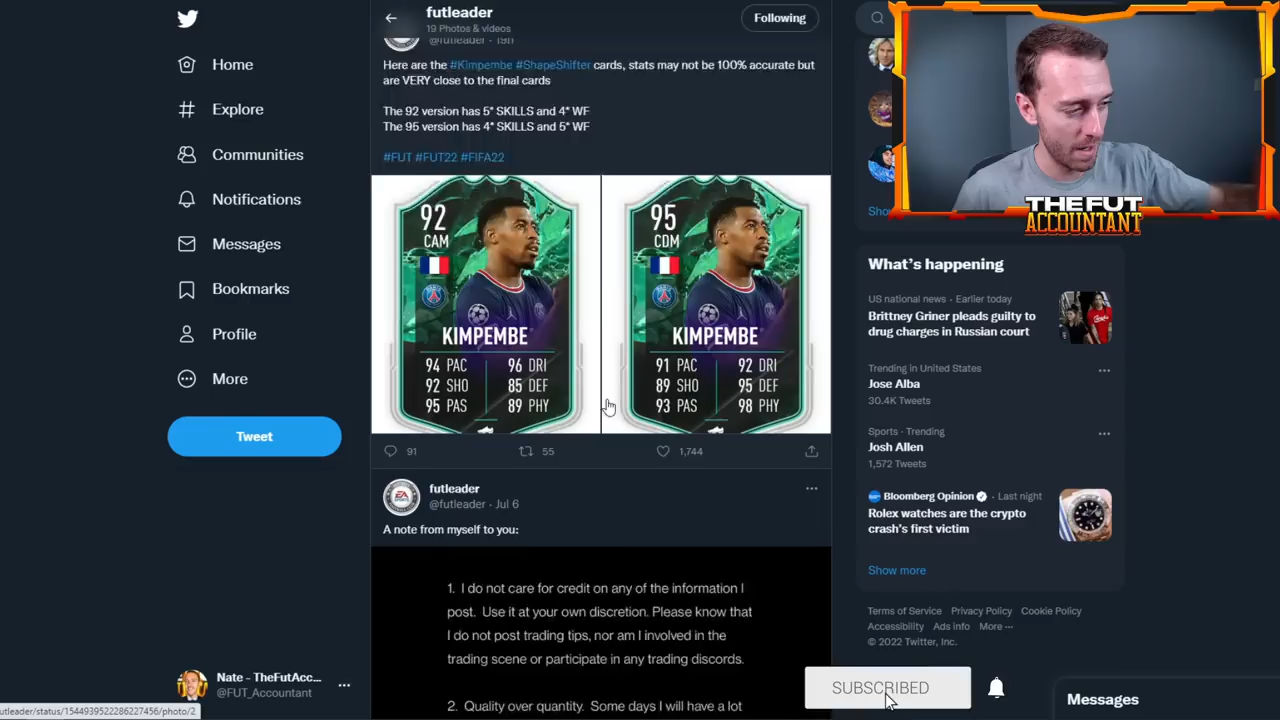 futleader
19 Photos & videos
Following
@futleader · 19h
Here are the #Kimpembe #ShapeShifter cards, stats may not be 100% accurate but
are VERY close to the final cards
The 92 version has 5* SKILLS and 4* WF
The 95 version has 4* SKILLS and 5* WF
#FUT #FUT22 #FIFA22
92
CAM
KIMPEMBE
94 PAC 96 DRI
92 SHO 85 DEF
95 PAS 89 PHY
95
CDM
KIMPEMBE
91 PAC 92 DRI
89 SHO 95 DEF
93 PAS 98 PHY
91
55
1,744
futleader
@futleader · Jul 6
A note from myself to you:
1. I do not care for credit on any of the information I
post. Use it at your own discretion. Please know that
I do not post trading tips, nor am I involved in the
trading scene or participate in any trading discords.
2. Quality over quantity. Some days I will have a lot
Home
Explore
Communities
Notifications
Messages
Bookmarks
Profile
More
Tweet
Nate - TheFutAcc...
@FUT_Accountant
utleader/status/1544939522286227456/photo/2
THE FUT
ACCOUNTANT
Sho
What's happening
US national news · Earlier today
Brittney Griner pleads guilty to
drug charges in Russian court
Trending in United States
Jose Alba
30.4K Tweets
Sports · Trending
Josh Allen
1,572 Tweets
Bloomberg Opinion · Last night
Rolex watches are the crypto
crash's first victim
Show more
Terms of Service Privacy Policy Cookie Policy
Accessibility Ads info More
© 2022 Twitter, Inc.
SUBSCRIBED
Messages